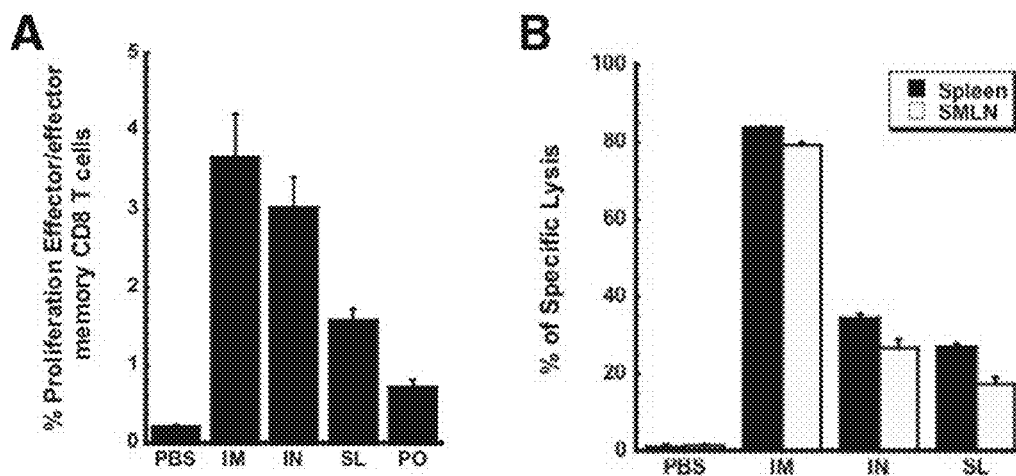 A
% Proliferation Effector/effector
memory CD8 T cells
5
4
3
2
1
0
PBS IM IN SL PO
B
% of Specific Lysis
100
80
60
40
20
0
Spleen
SMLN
PBS IM IN SL